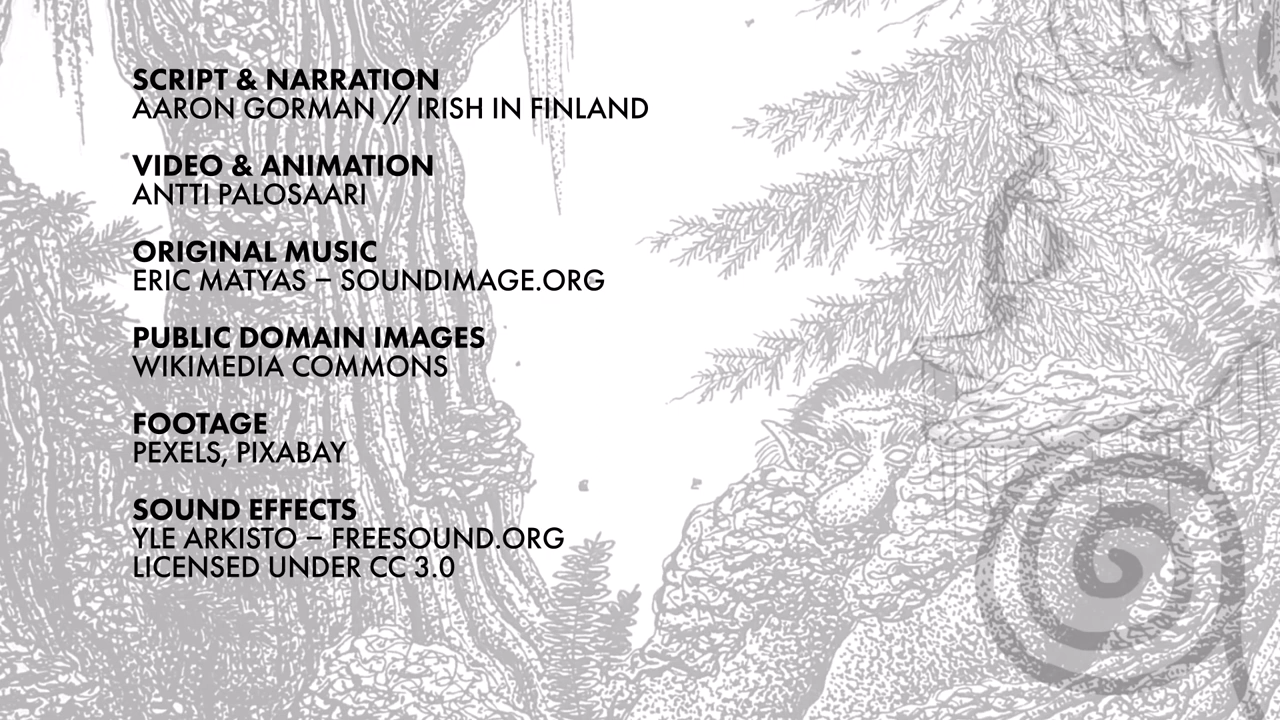 SCRIPT & NARRATION
AARON GORMAN // IRISH IN FINLAND
VIDEO & ANIMATION
ANTTI PALOSAARI
ORIGINAL MUSIC
ERIC MATYAS – SOUNDIMAGE.ORG
PUBLIC DOMAIN IMAGES
WIKIMEDIA COMMONS
FOOTAGE
PEXELS, PIXABAY
SOUND EFFECTS
YLE ARKISTO – FREESOUND.ORG
LICENSED UNDER CC 3.0